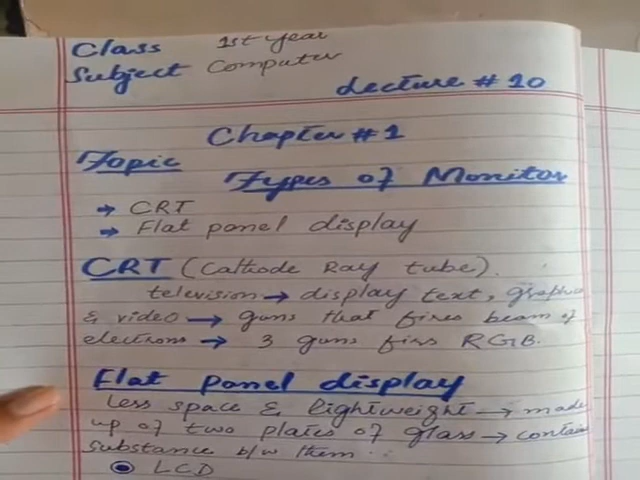 Class 1st year
Subject Computer
Lecture # 10
Chapter #1
Topic
Types of Monitor
→ CRT
→ Flat panel display
CRT (Cathode Ray tube).
television → display text, graphics
& video → guns that fires beam of
electrons → 3 guns fires RGB.
Flat panel display
Less space & lightweight → made
up of two plates of glass → contain
substance b/w them.
LCD